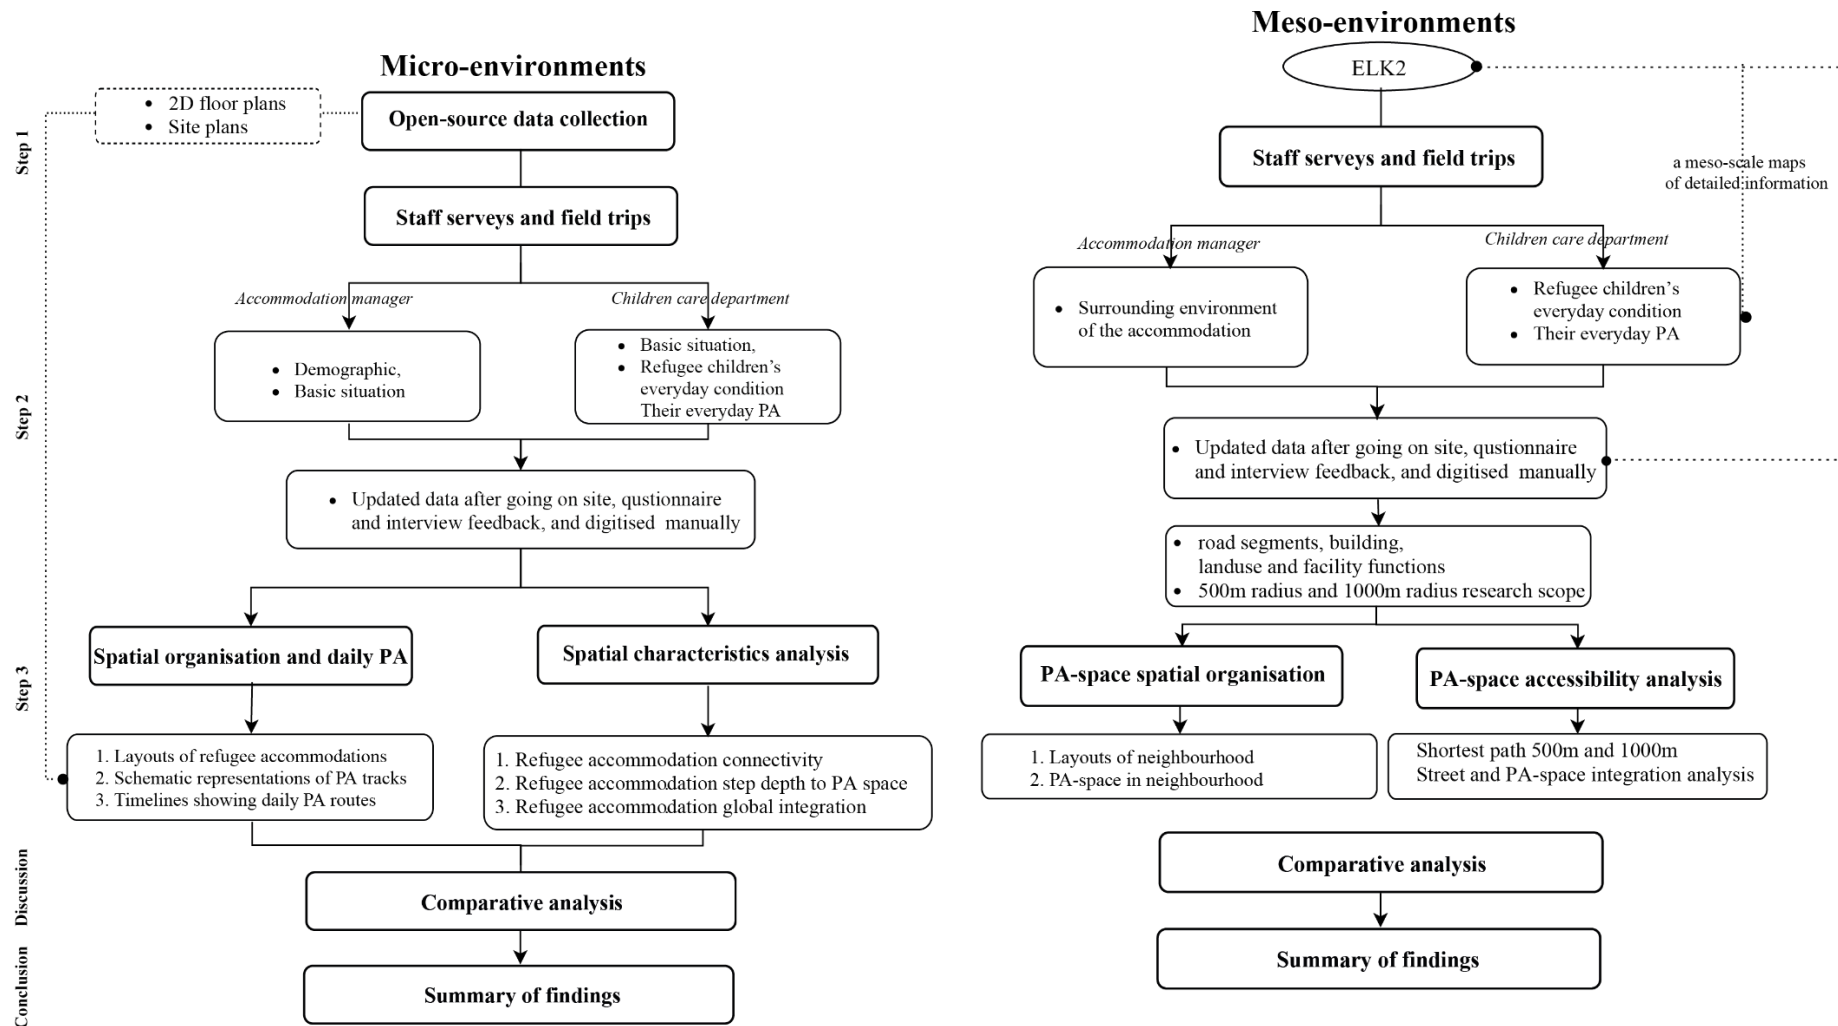 Micro-environments
Step 1
2D floor plans
Site plans
Open-source data collection
Staff serveys and field trips
Accommodation manager
Children care department
Step 2
Demographic,
Basic situation
Basic situation,
Refugee children's
everyday condition
Their everyday PA
Updated data after going on site, qustionnaire
and interview feedback, and digitised manually
Step 3
Spatial organisation and daily PA
Spatial characteristics analysis
1. Layouts of refugee accommodations
2. Schematic representations of PA tracks
3. Timelines showing daily PA routes
1. Refugee accommodation connectivity
2. Refugee accommodation step depth to PA space
3. Refugee accommodation global integration
Discussion
Comparative analysis
Conclusion
Summary of findings
Meso-environments
ELK2
Staff serveys and field trips
a meso-scale maps
of detailed information
Accommodation manager
Children care department
Surrounding environment
of the accommodation
Refugee children's
everyday condition
Their everyday PA
Updated data after going on site, qustionnaire
and interview feedback, and digitised manually
road segments, building,
landuse and facility functions
500m radius and 1000m radius research scope
PA-space spatial organisation
PA-space accessibility analysis
1. Layouts of neighbourhood
2. PA-space in neighbourhood
Shortest path 500m and 1000m
Street and PA-space integration analysis
Comparative analysis
Summary of findings